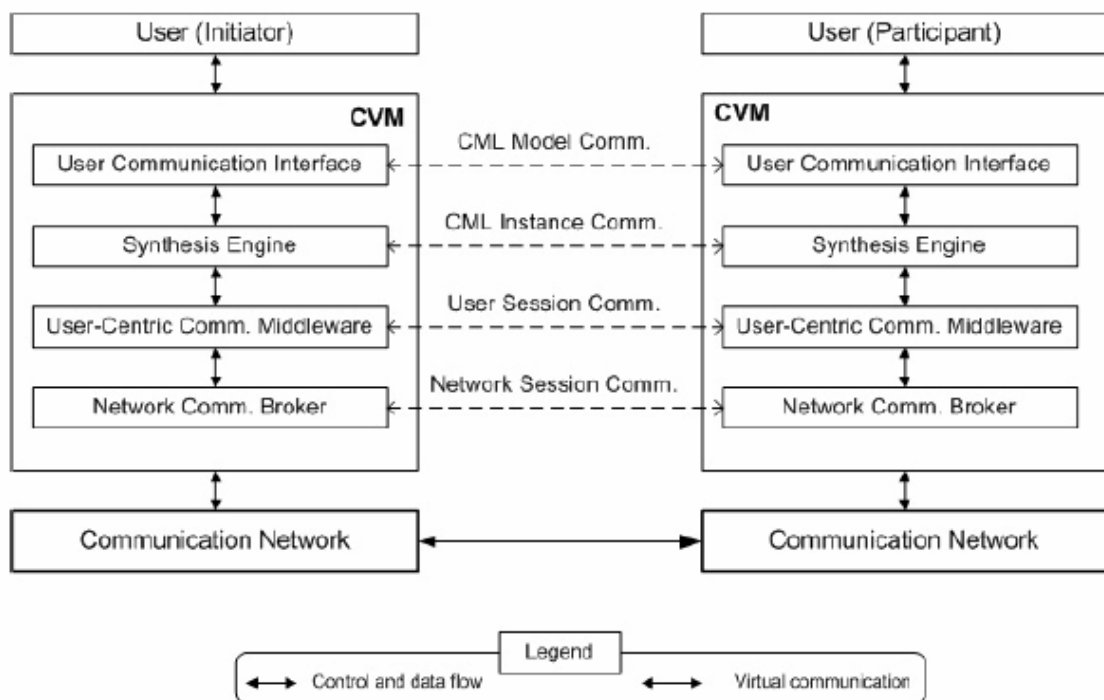 User (Initiator)
User (Participant)
CVM
CVM
CML Model Comm.
User Communication Interface
User Communication Interface
CML Instance Comm.
Synthesis Engine
Synthesis Engine
User Session Comm.
User-Centric Comm. Middleware
User-Centric Comm. Middleware
Network Session Comm.
Network Comm. Broker
Network Comm. Broker
Communication Network
Communication Network
Legend
Control and data flow
Virtual communication